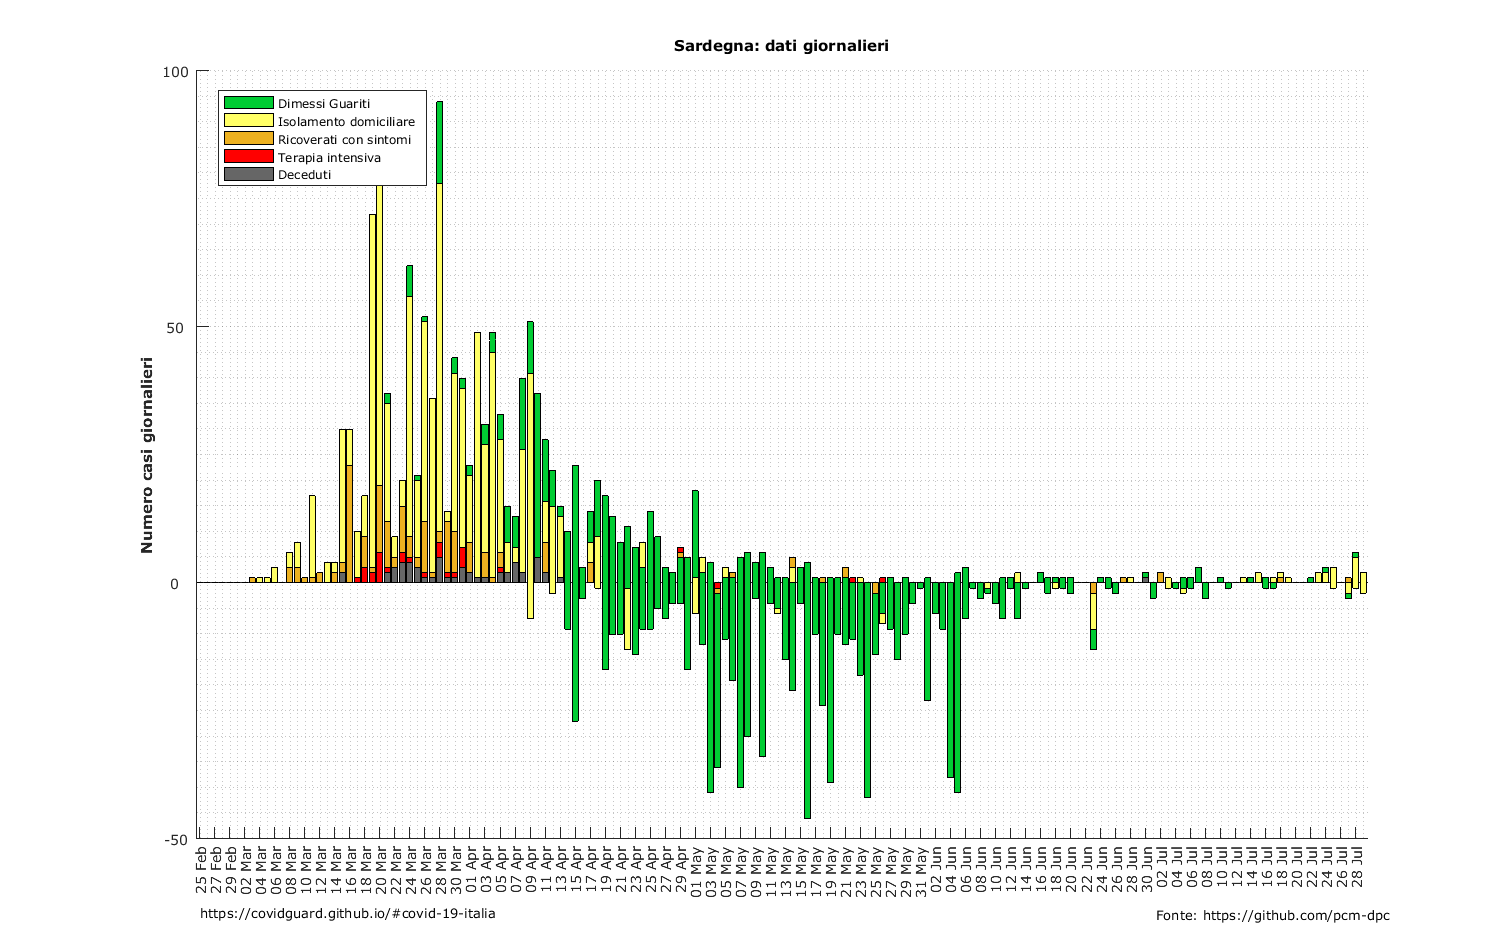 Sardegna: dati giornalieri
100
50
0
-50
Numero casi giornalieri
Dimessi Guariti
Isolamento domiciliare
Ricoverati con sintomi
Terapia intensiva
Deceduti
25 Feb
27 Feb
29 Feb
02 Mar
04 Mar
06 Mar
08 Mar
10 Mar
12 Mar
14 Mar
16 Mar
18 Mar
20 Mar
22 Mar
24 Mar
26 Mar
28 Mar
30 Mar
01 Apr
03 Apr
05 Apr
07 Apr
09 Apr
11 Apr
13 Apr
15 Apr
17 Apr
19 Apr
21 Apr
23 Apr
25 Apr
27 Apr
29 Apr
01 May
03 May
05 May
07 May
09 May
11 May
13 May
15 May
17 May
19 May
21 May
23 May
25 May
27 May
29 May
31 May
02 Jun
04 Jun
06 Jun
08 Jun
10 Jun
12 Jun
14 Jun
16 Jun
18 Jun
20 Jun
22 Jun
24 Jun
26 Jun
28 Jun
30 Jun
02 Jul
04 Jul
06 Jul
08 Jul
10 Jul
12 Jul
14 Jul
16 Jul
18 Jul
20 Jul
22 Jul
24 Jul
26 Jul
28 Jul
https://covidguard.github.io/#covid-19-italia
Fonte: https://github.com/pcm-dpc